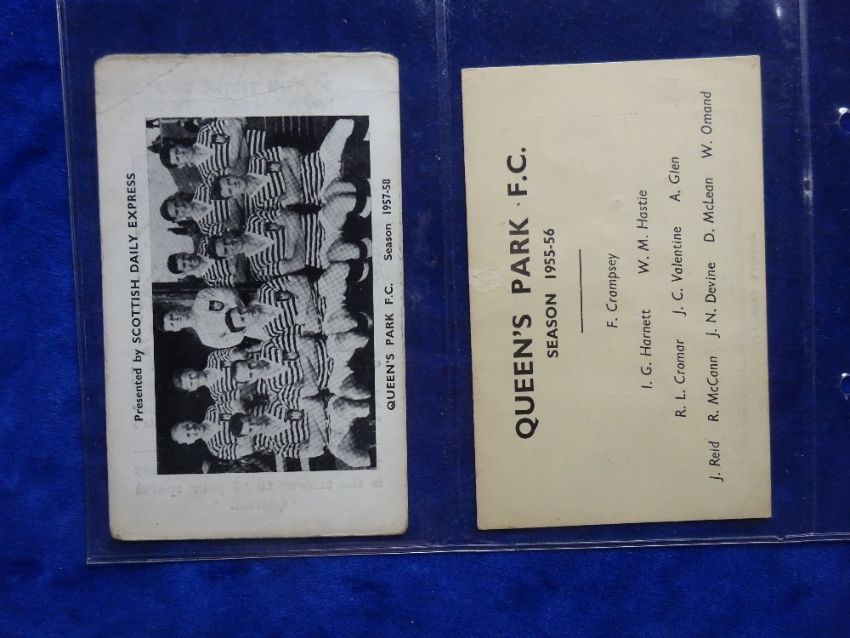 Presented by SCOTTISH DAILY EXPRESS
QUEEN'S PARK F.C. Season 1957-58
QUEEN'S PARK F.C.
SEASON 1955-56
F. Crampsey
I. G. Harnett W. M. Hastie
R. L. Cromar J. C. Valentine A. Glen
J. Reid R. McCann J. N. Devine D. McLean W. Omand